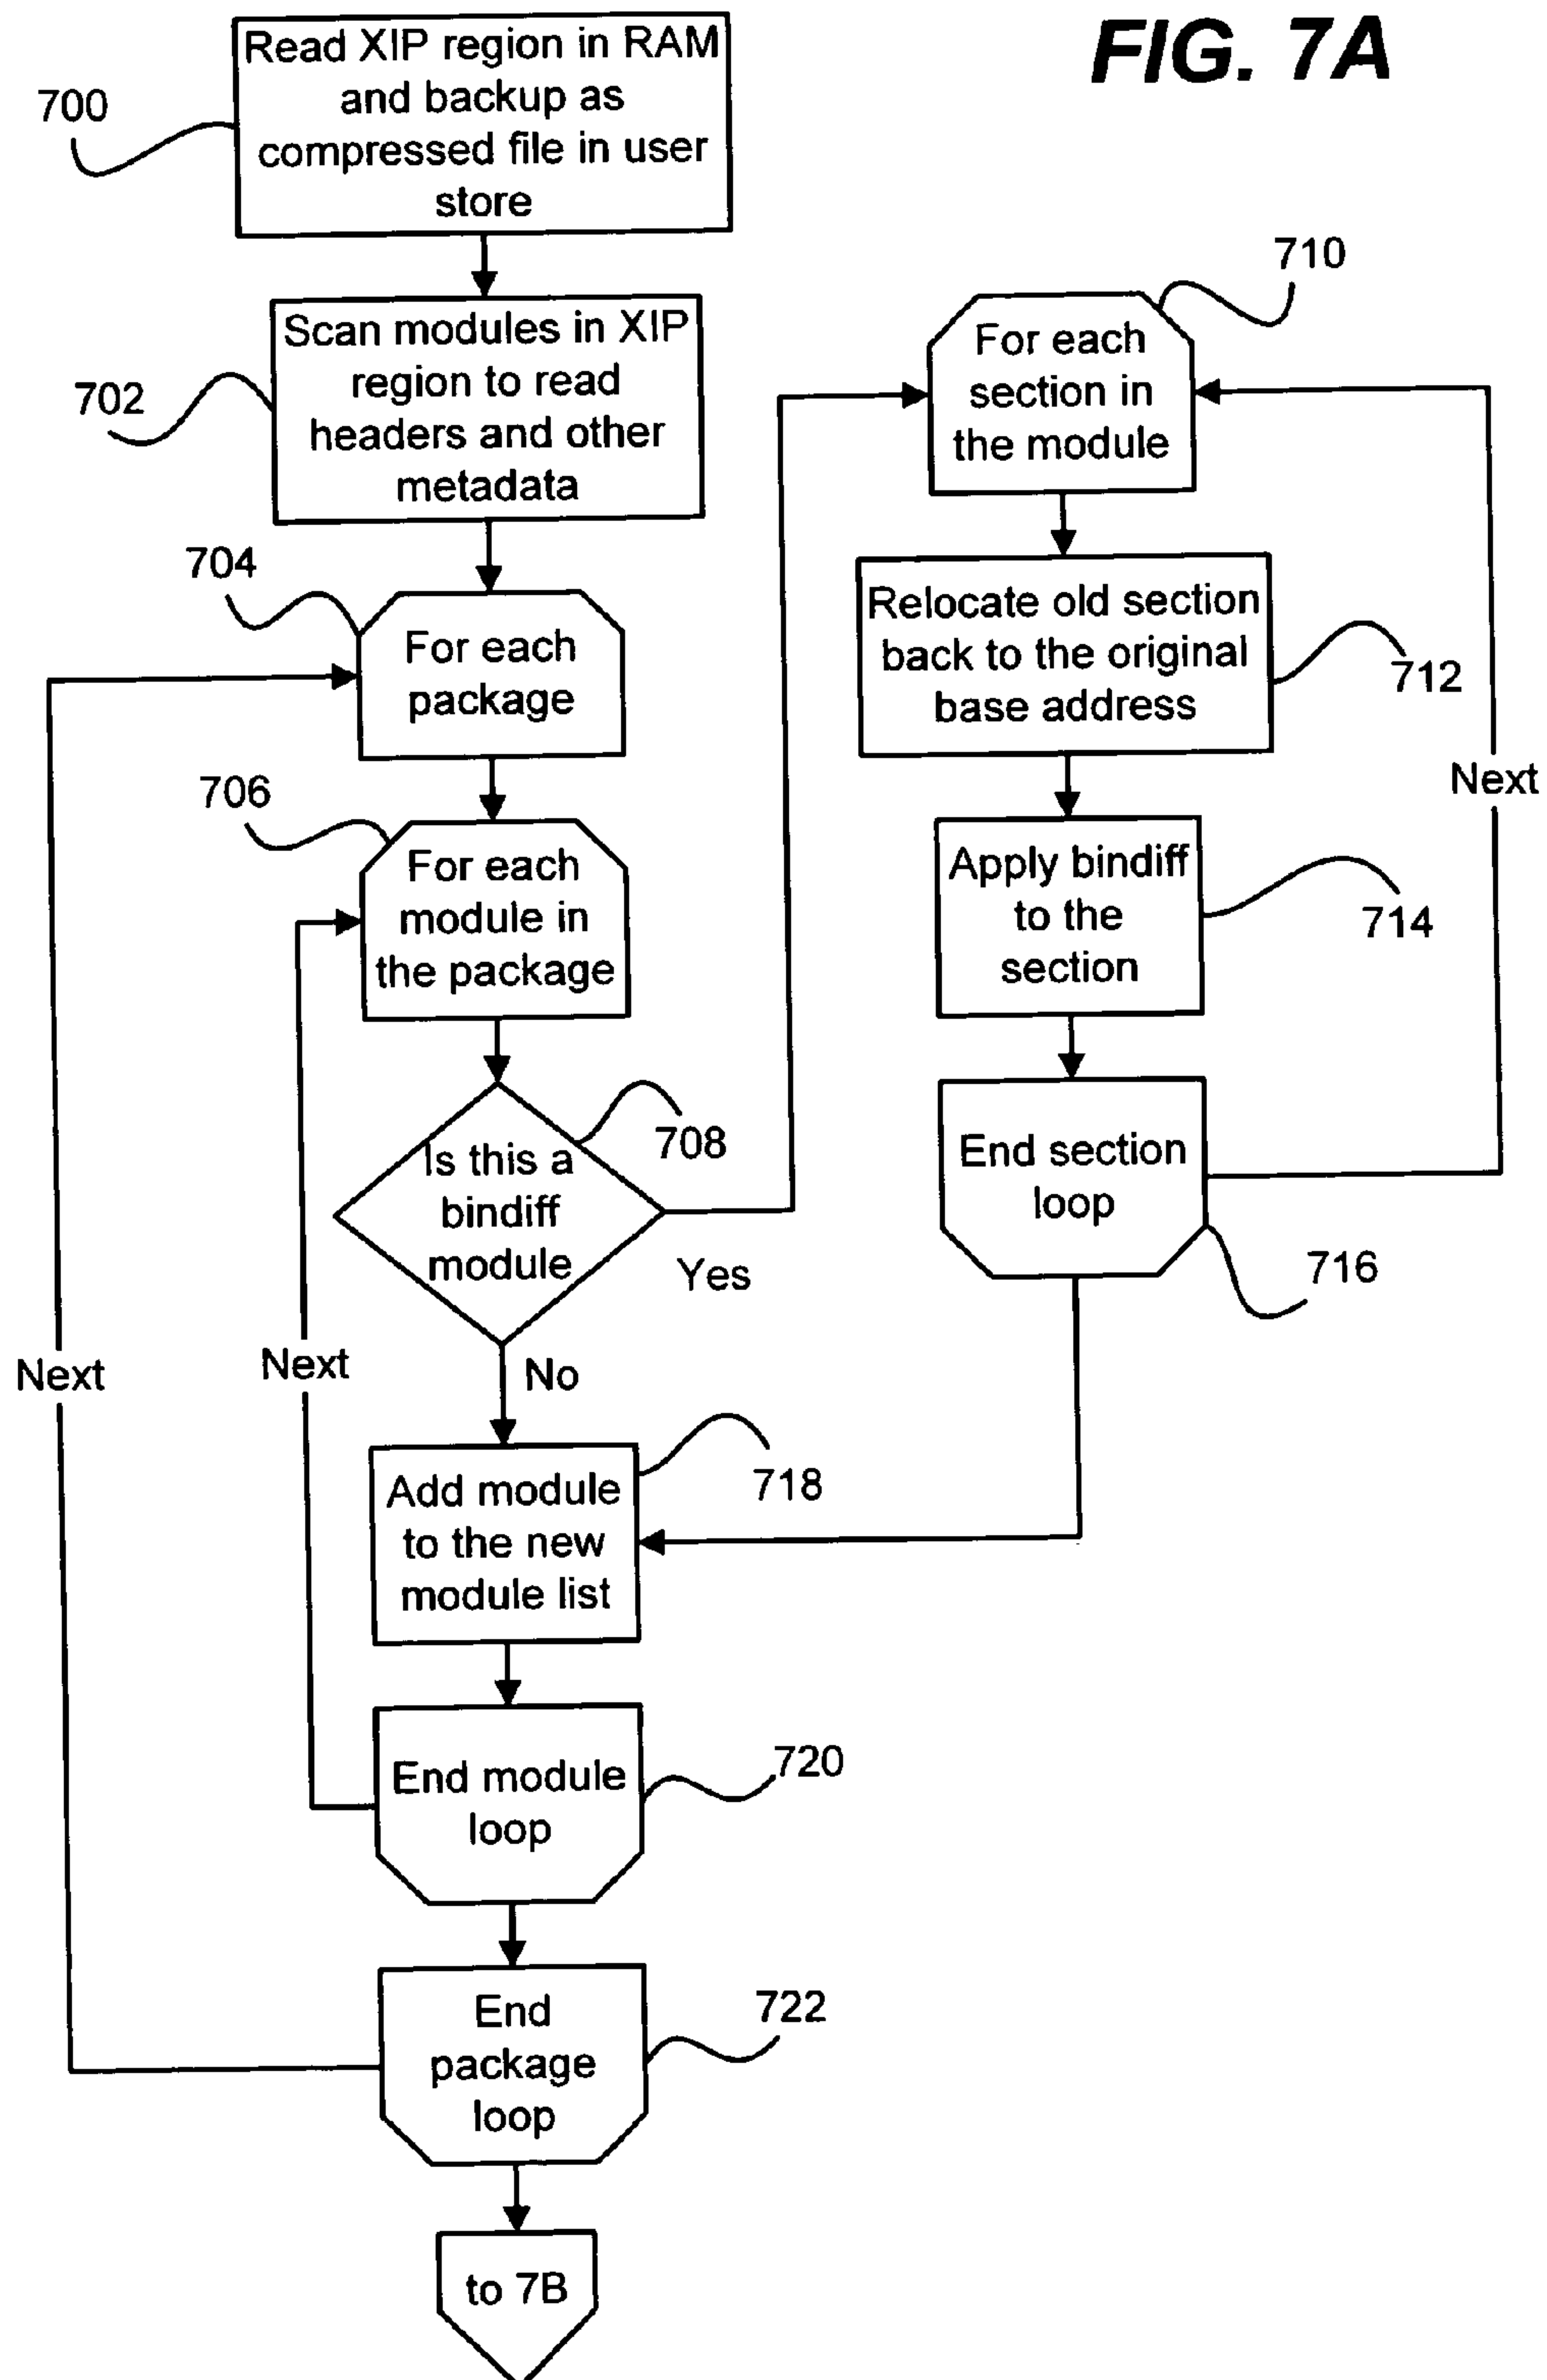 FIG. 7A
Read XIP region in RAM
and backup as
compressed file in user
store
700
Scan modules in XIP
region to read
headers and other
metadata
702
704
For each
package
706
For each
module in
the package
708
Is this a
bindiff
module
Yes
No
710
For each
section in
the module
Relocate old section
back to the original
base address
712
Apply bindiff
to the
section
714
End section
loop
716
Next
Next
Next
Add module
to the new
module list
718
End module
loop
720
End
package
loop
722
to 7B